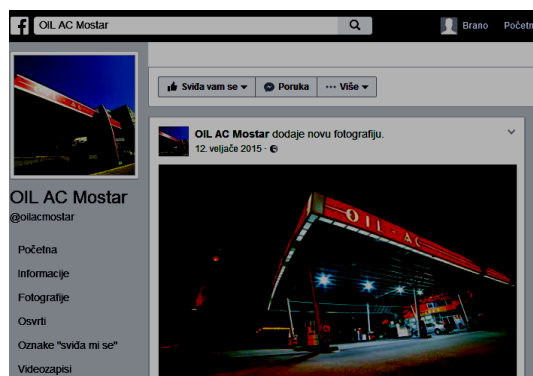 OIL AC Mostar
Brano
Početn
Sviđa vam se
Poruka
Više
OIL AC Mostar dodaje novu fotografiju.
12. veljače 2015 ·
OIL - AC
OIL AC Mostar
@oilacmostar
Početna
Informacije
Fotografije
Osvrti
Oznake "sviđa mi se"
Videozapisi